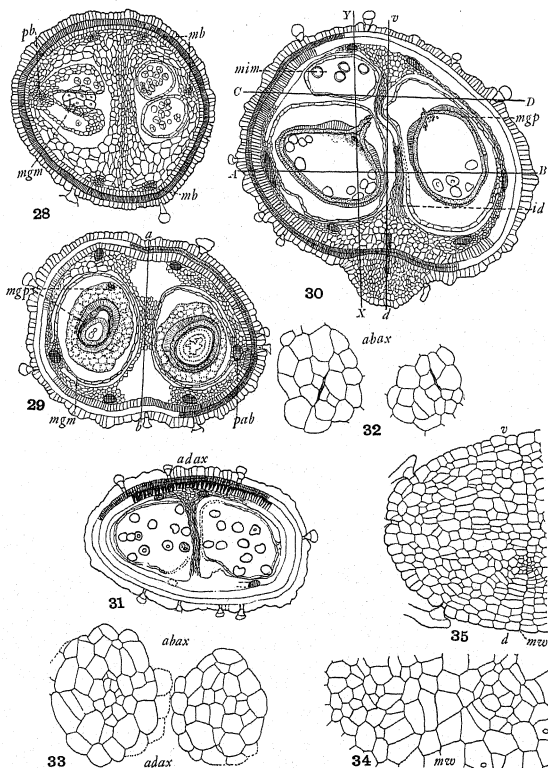 pb
mb
mgm
mb
28
Y
v
mim
C
D
mgp
A
B
id
30
X
d
a
mgp
mgm
b
pab
29
abax
32
adax
31
v
35
d
mw
abax
33
adax
mw
34